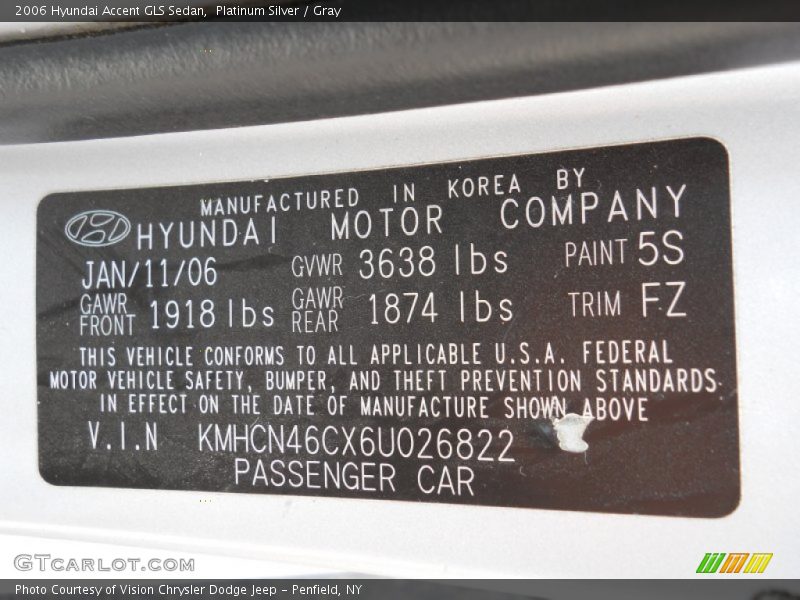 2006 Hyundai Accent GLS Sedan,  Platinum Silver / Gray
MANUFACTURED IN KOREA BY
HYUNDAI MOTOR COMPANY
JAN/11/06 GVWR 3638 lbs PAINT 5S
GAWR FRONT 1918 lbs GAWR REAR 1874 lbs TRIM FZ
THIS VEHICLE CONFORMS TO ALL APPLICABLE U.S.A. FEDERAL
MOTOR VEHICLE SAFETY, BUMPER, AND THEFT PREVENTION STANDARDS
IN EFFECT ON THE DATE OF MANUFACTURE SHOWN ABOVE
V.I.N KMHCN46CX6U026822
PASSENGER CAR
GTCARLOT.COM
Photo Courtesy of Vision Chrysler Dodge Jeep - Penfield, NY